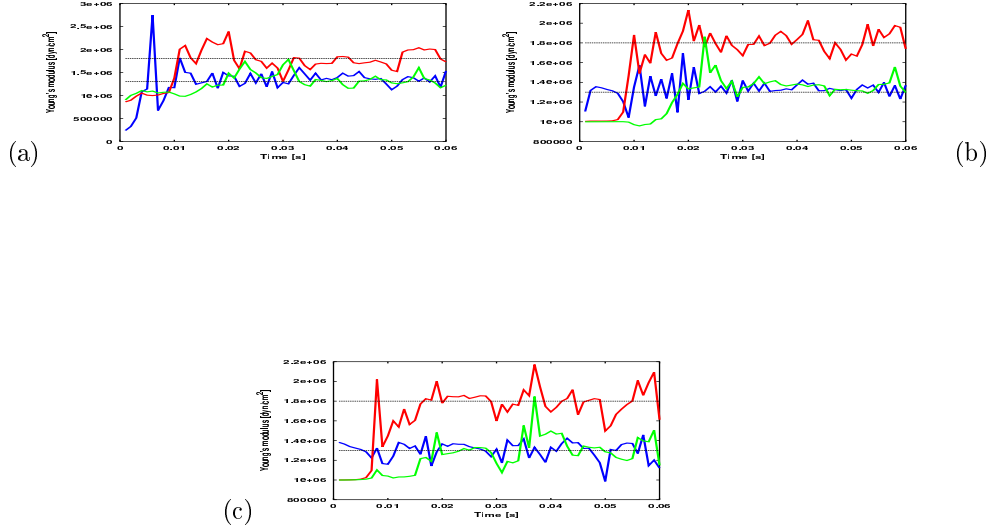 3e+06
2.5e+06
2e+06
1.5e+06
1e+06
500000
0
0
0.01
0.02
0.03
0.04
0.05
0.06
Young's modulus [dyn·cm²]
Time [s]
(a)
2.2e+06
2e+06
1.8e+06
1.6e+06
1.4e+06
1.2e+06
1e+06
800000
0
0.01
0.02
0.03
0.04
0.05
0.06
Young's modulus [dyn·cm²]
Time [s]
(b)
2.2e+06
2e+06
1.8e+06
1.6e+06
1.4e+06
1.2e+06
1e+06
800000
0
0.01
0.02
0.03
0.04
0.05
0.06
Young's modulus [dyn·cm²]
Time [s]
(c)